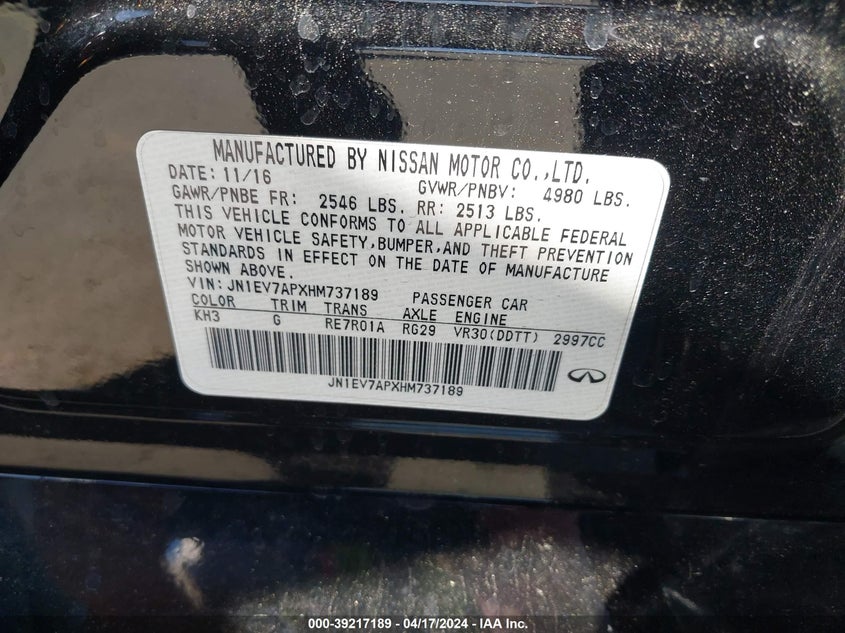 MANUFACTURED BY NISSAN MOTOR CO.,LTD.
DATE: 11/16 GVWR/PNBV: 4980 LBS.
GAWR/PNBE FR: 2546 LBS. RR: 2513 LBS.
THIS VEHICLE CONFORMS TO ALL APPLICABLE FEDERAL
MOTOR VEHICLE SAFETY,BUMPER,AND THEFT PREVENTION
STANDARDS IN EFFECT ON THE DATE OF MANUFACTURE
SHOWN ABOVE.
VIN:JN1EV7APXHM737189 PASSENGER CAR
COLOR TRIM TRANS AXLE ENGINE
KH3 G RE7R01A RG29 VR30(DDTT) 2997CC
JN1EV7APXHM737189
000-39217189 - 04/17/2024 - IAA Inc.